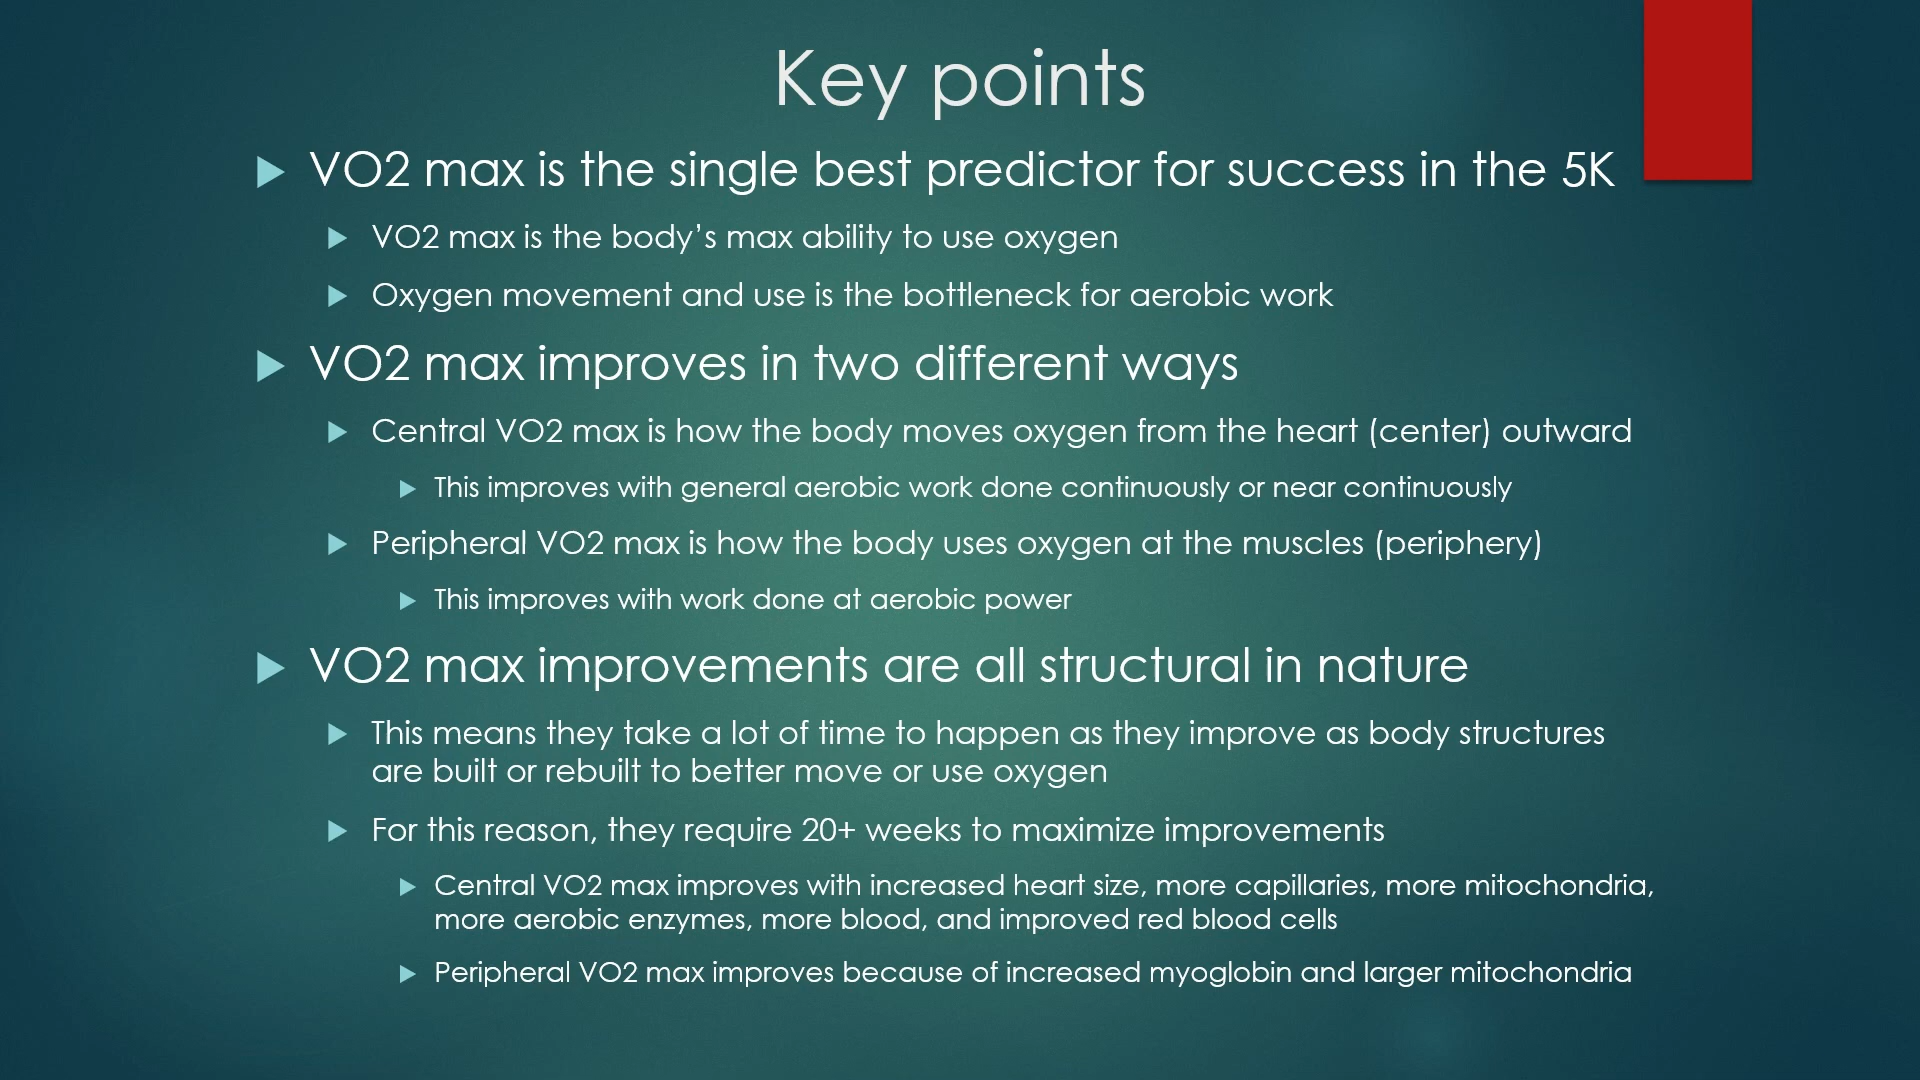 Key points
VO2 max is the single best predictor for success in the 5K
VO2 max is the body’s max ability to use oxygen
Oxygen movement and use is the bottleneck for aerobic work
VO2 max improves in two different ways
Central VO2 max is how the body moves oxygen from the heart (center) outward
This improves with general aerobic work done continuously or near continuously
Peripheral VO2 max is how the body uses oxygen at the muscles (periphery)
This improves with work done at aerobic power
VO2 max improvements are all structural in nature
This means they take a lot of time to happen as they improve as body structures
are built or rebuilt to better move or use oxygen
For this reason, they require 20+ weeks to maximize improvements
Central VO2 max improves with increased heart size, more capillaries, more mitochondria,
more aerobic enzymes, more blood, and improved red blood cells
Peripheral VO2 max improves because of increased myoglobin and larger mitochondria